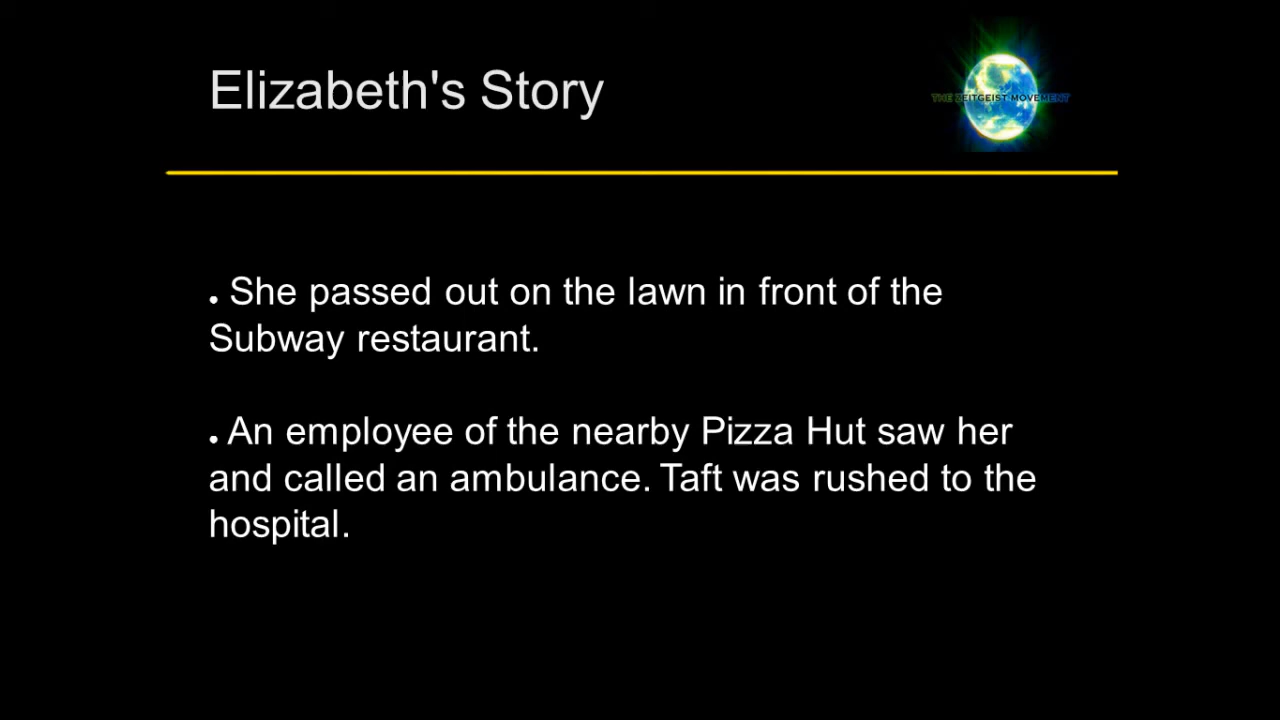 Elizabeth's Story
THE ZEITGEIST MOVEMENT
● She passed out on the lawn in front of the
Subway restaurant.
● An employee of the nearby Pizza Hut saw her
and called an ambulance. Taft was rushed to the
hospital.